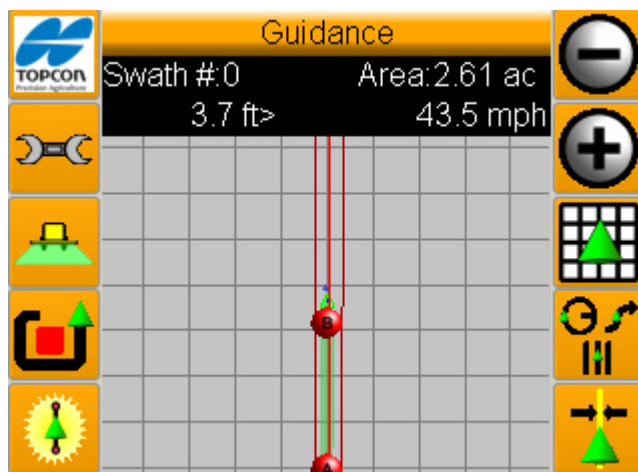 Guidance
TOPCON
Precision Agriculture
Swath #:0 Area:2.61 ac
3.7 ft> 43.5 mph
B
A